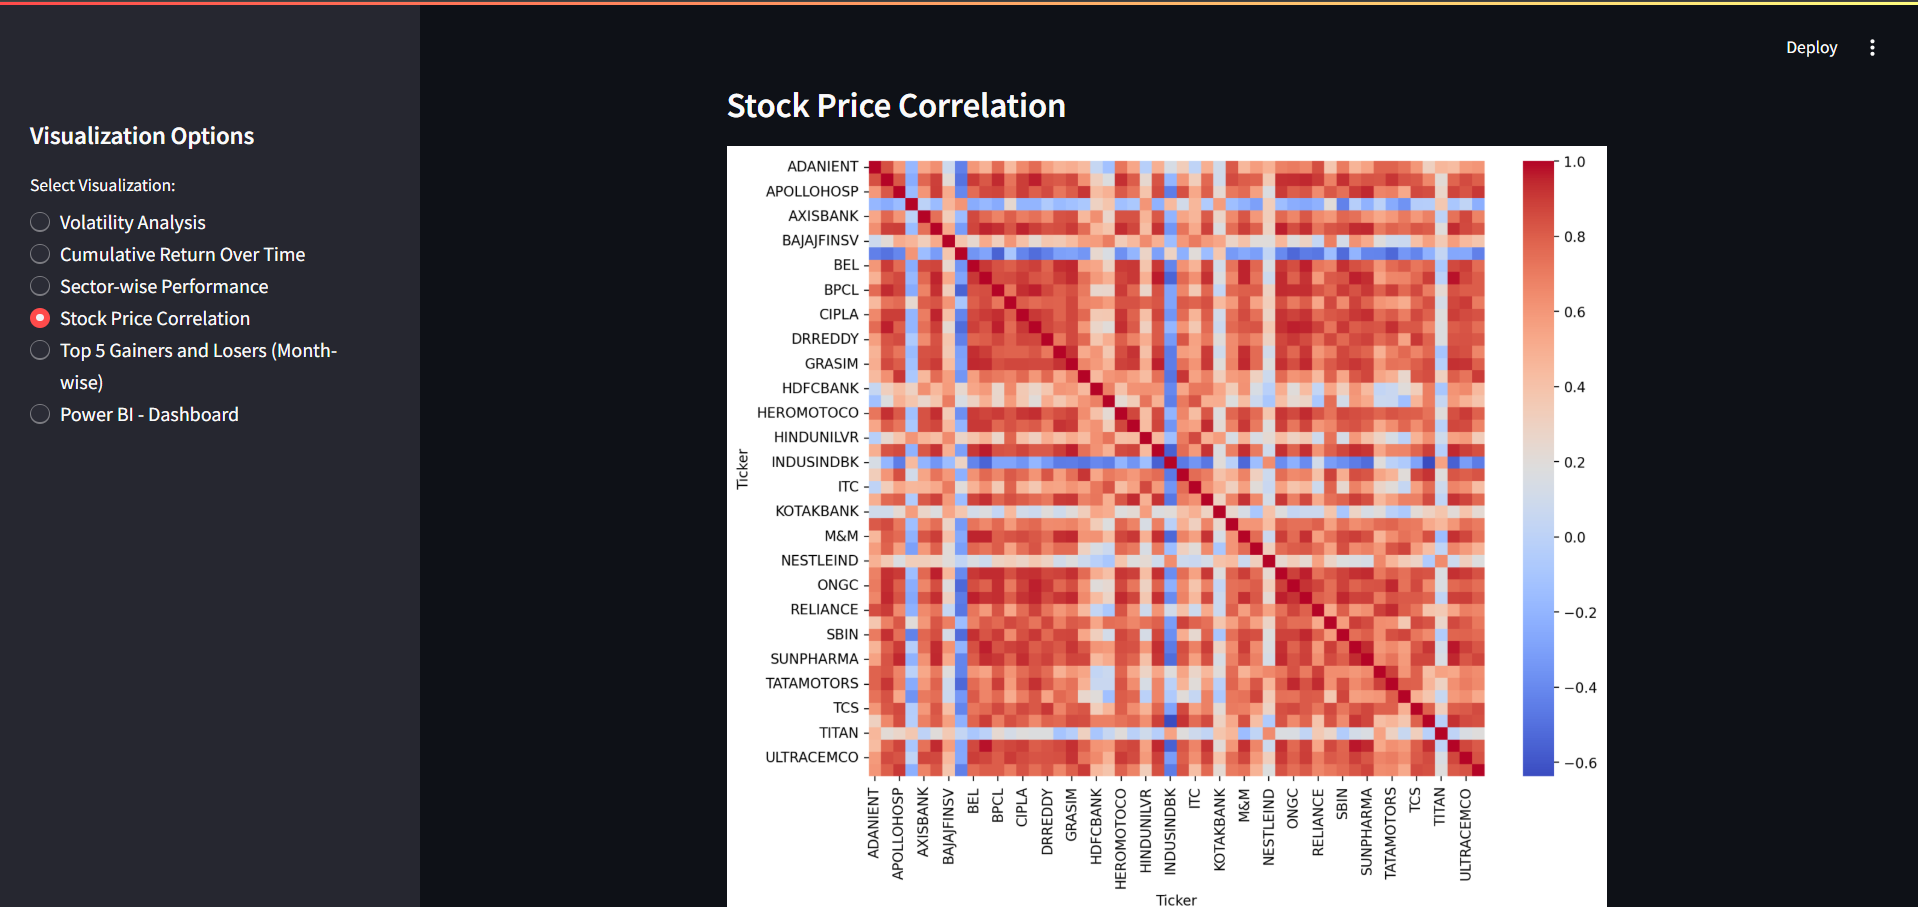 Deploy
Visualization Options
Select Visualization:
Volatility Analysis
Cumulative Return Over Time
Sector-wise Performance
Stock Price Correlation
Top 5 Gainers and Losers (Month-
wise)
Power BI - Dashboard
Stock Price Correlation
Ticker
ADANIENT
APOLLOHOSP
AXISBANK
BAJAJFINSV
BEL
BPCL
CIPLA
DRREDDY
GRASIM
HDFCBANK
HEROMOTOCO
HINDUNILVR
INDUSINDBK
ITC
KOTAKBANK
M&M
NESTLEIND
ONGC
RELIANCE
SBIN
SUNPHARMA
TATAMOTORS
TCS
TITAN
ULTRACEMCO
ADANIENT
APOLLOHOSP
AXISBANK
BAJAJFINSV
BEL
BPCL
CIPLA
DRREDDY
GRASIM
HDFCBANK
HEROMOTOCO
HINDUNILVR
INDUSINDBK
ITC
KOTAKBANK
M&M
NESTLEIND
ONGC
RELIANCE
SBIN
SUNPHARMA
TATAMOTORS
TCS
TITAN
ULTRACEMCO
Ticker
1.0
0.8
0.6
0.4
0.2
0.0
−0.2
−0.4
−0.6